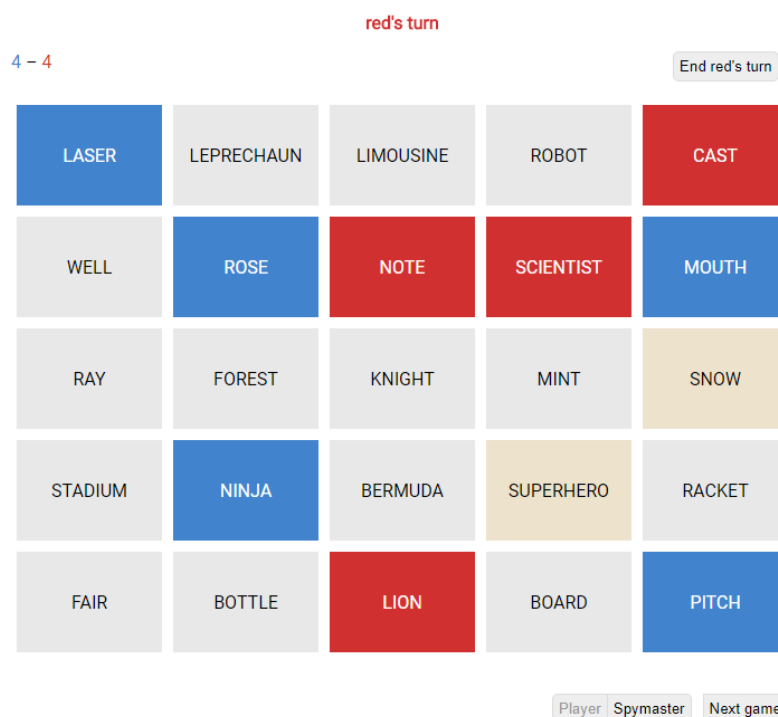 red's turn
4 – 4
End red's turn
LASER LEPRECHAUN LIMOUSINE ROBOT CAST
WELL ROSE NOTE SCIENTIST MOUTH
RAY FOREST KNIGHT MINT SNOW
STADIUM NINJA BERMUDA SUPERHERO RACKET
FAIR BOTTLE LION BOARD PITCH
Player Spymaster Next game